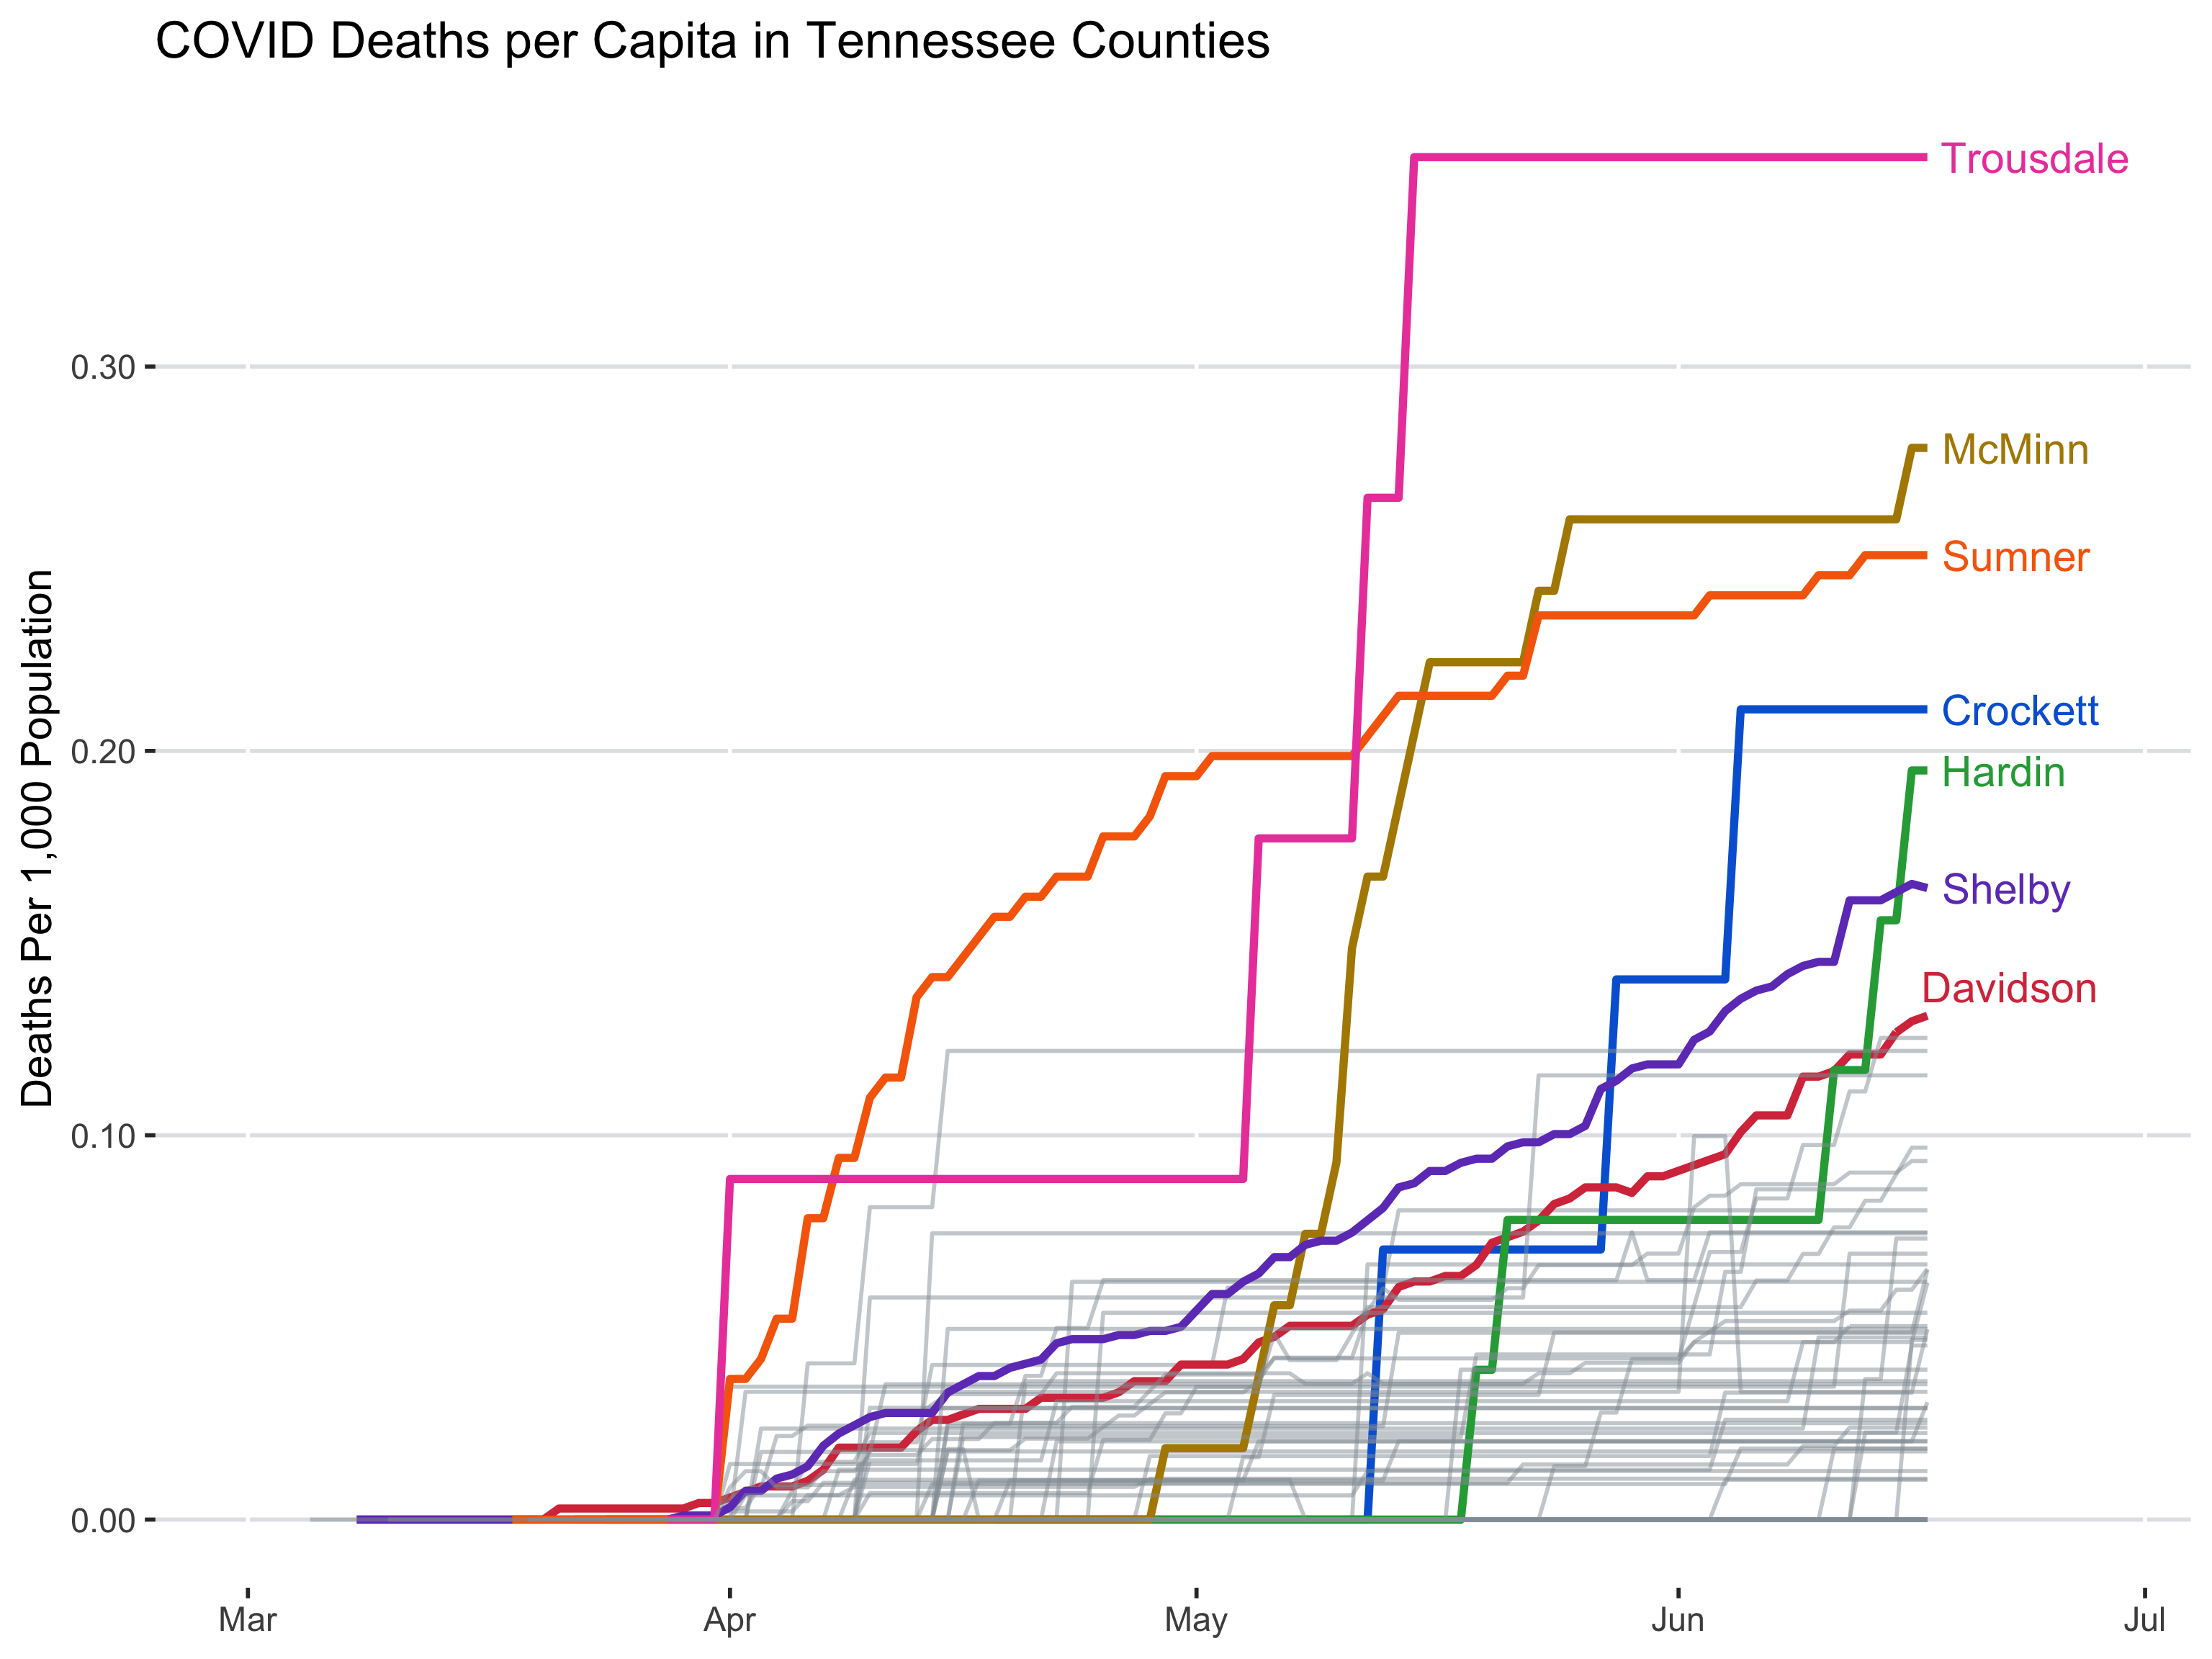 COVID Deaths per Capita in Tennessee Counties
Deaths Per 1,000 Population
0.30
0.20
0.10
0.00
Trousdale
McMinn
Sumner
Crockett
Hardin
Shelby
Davidson
Mar
Apr
May
Jun
Jul